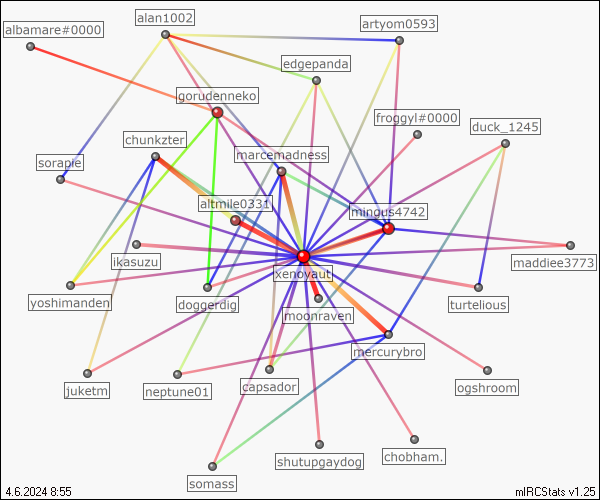 alan1002
artyom0593
albamare#0000
edgepanda
gorudenneko
froggyl#0000
duck_1245
chunkzter
marcemadness
sorapie
altmile0331
mingus4742
ikasuzu
maddiee3773
xenovauti
yoshimanden
doggerdig
turtelious
moonraven
mercurybro
juketm
neptune01
capsador
ogshroom
chobham.
shutupgaydog
somass
4.6.2024 8:55
mIRCStats v1.25